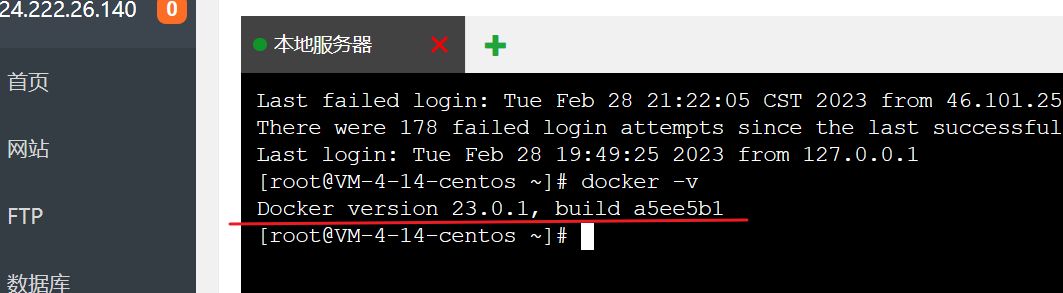 24.222.26.140
0
首页
网站
FTP
数据库
本地服务器
Last failed login: Tue Feb 28 21:22:05 CST 2023 from 46.101.25
There were 178 failed login attempts since the last successful
Last login: Tue Feb 28 19:49:25 2023 from 127.0.0.1
[root@VM-4-14-centos ~]# docker -v
Docker version 23.0.1, build a5ee5b1
[root@VM-4-14-centos ~]#